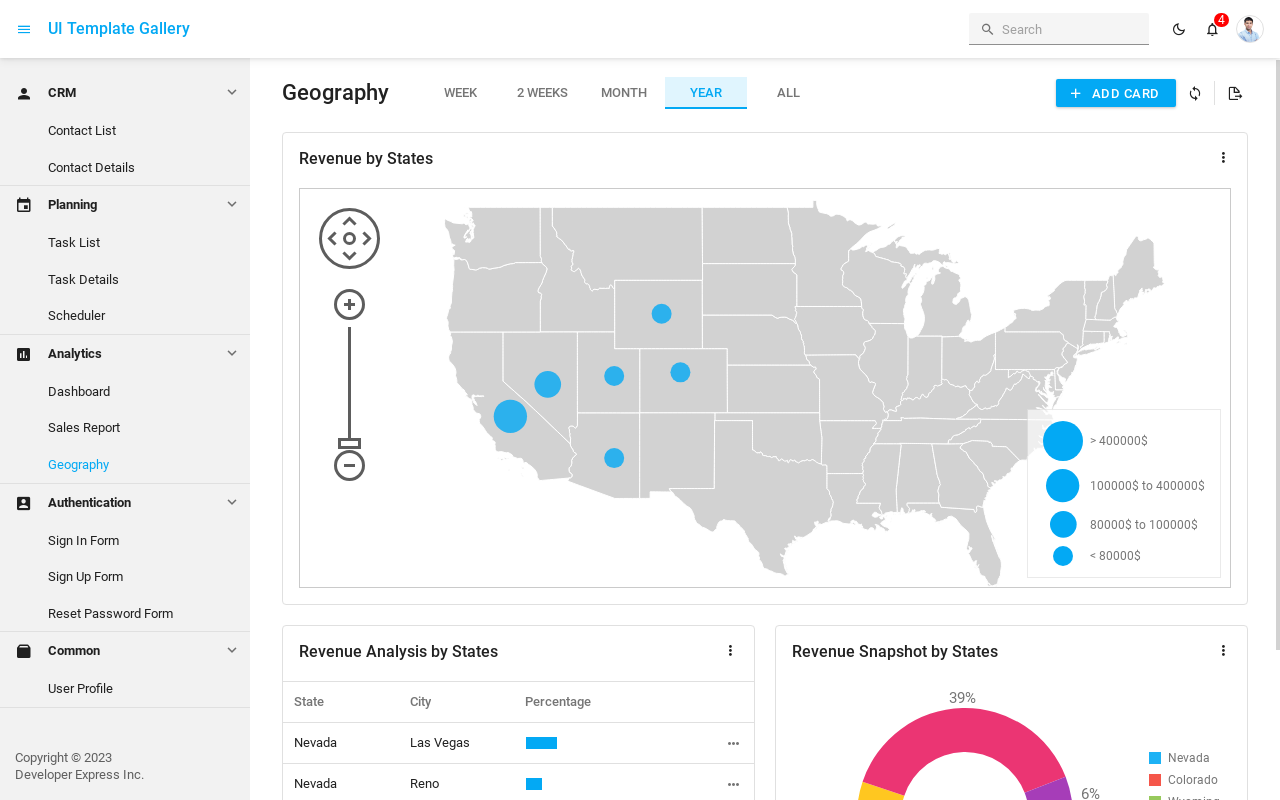 UI Template Gallery
Search
4
CRM
Contact List
Contact Details
Planning
Task List
Task Details
Scheduler
Analytics
Dashboard
Sales Report
Geography
Authentication
Sign In Form
Sign Up Form
Reset Password Form
Common
User Profile
Copyright © 2023
Developer Express Inc.
Geography
WEEK
2 WEEKS
MONTH
YEAR
ALL
ADD CARD
Revenue by States
> 400000$
100000$ to 400000$
80000$ to 100000$
< 80000$
Revenue Analysis by States
State City Percentage
Nevada Las Vegas
Nevada Reno
Revenue Snapshot by States
39%
6%
Nevada
Colorado
Wyoming